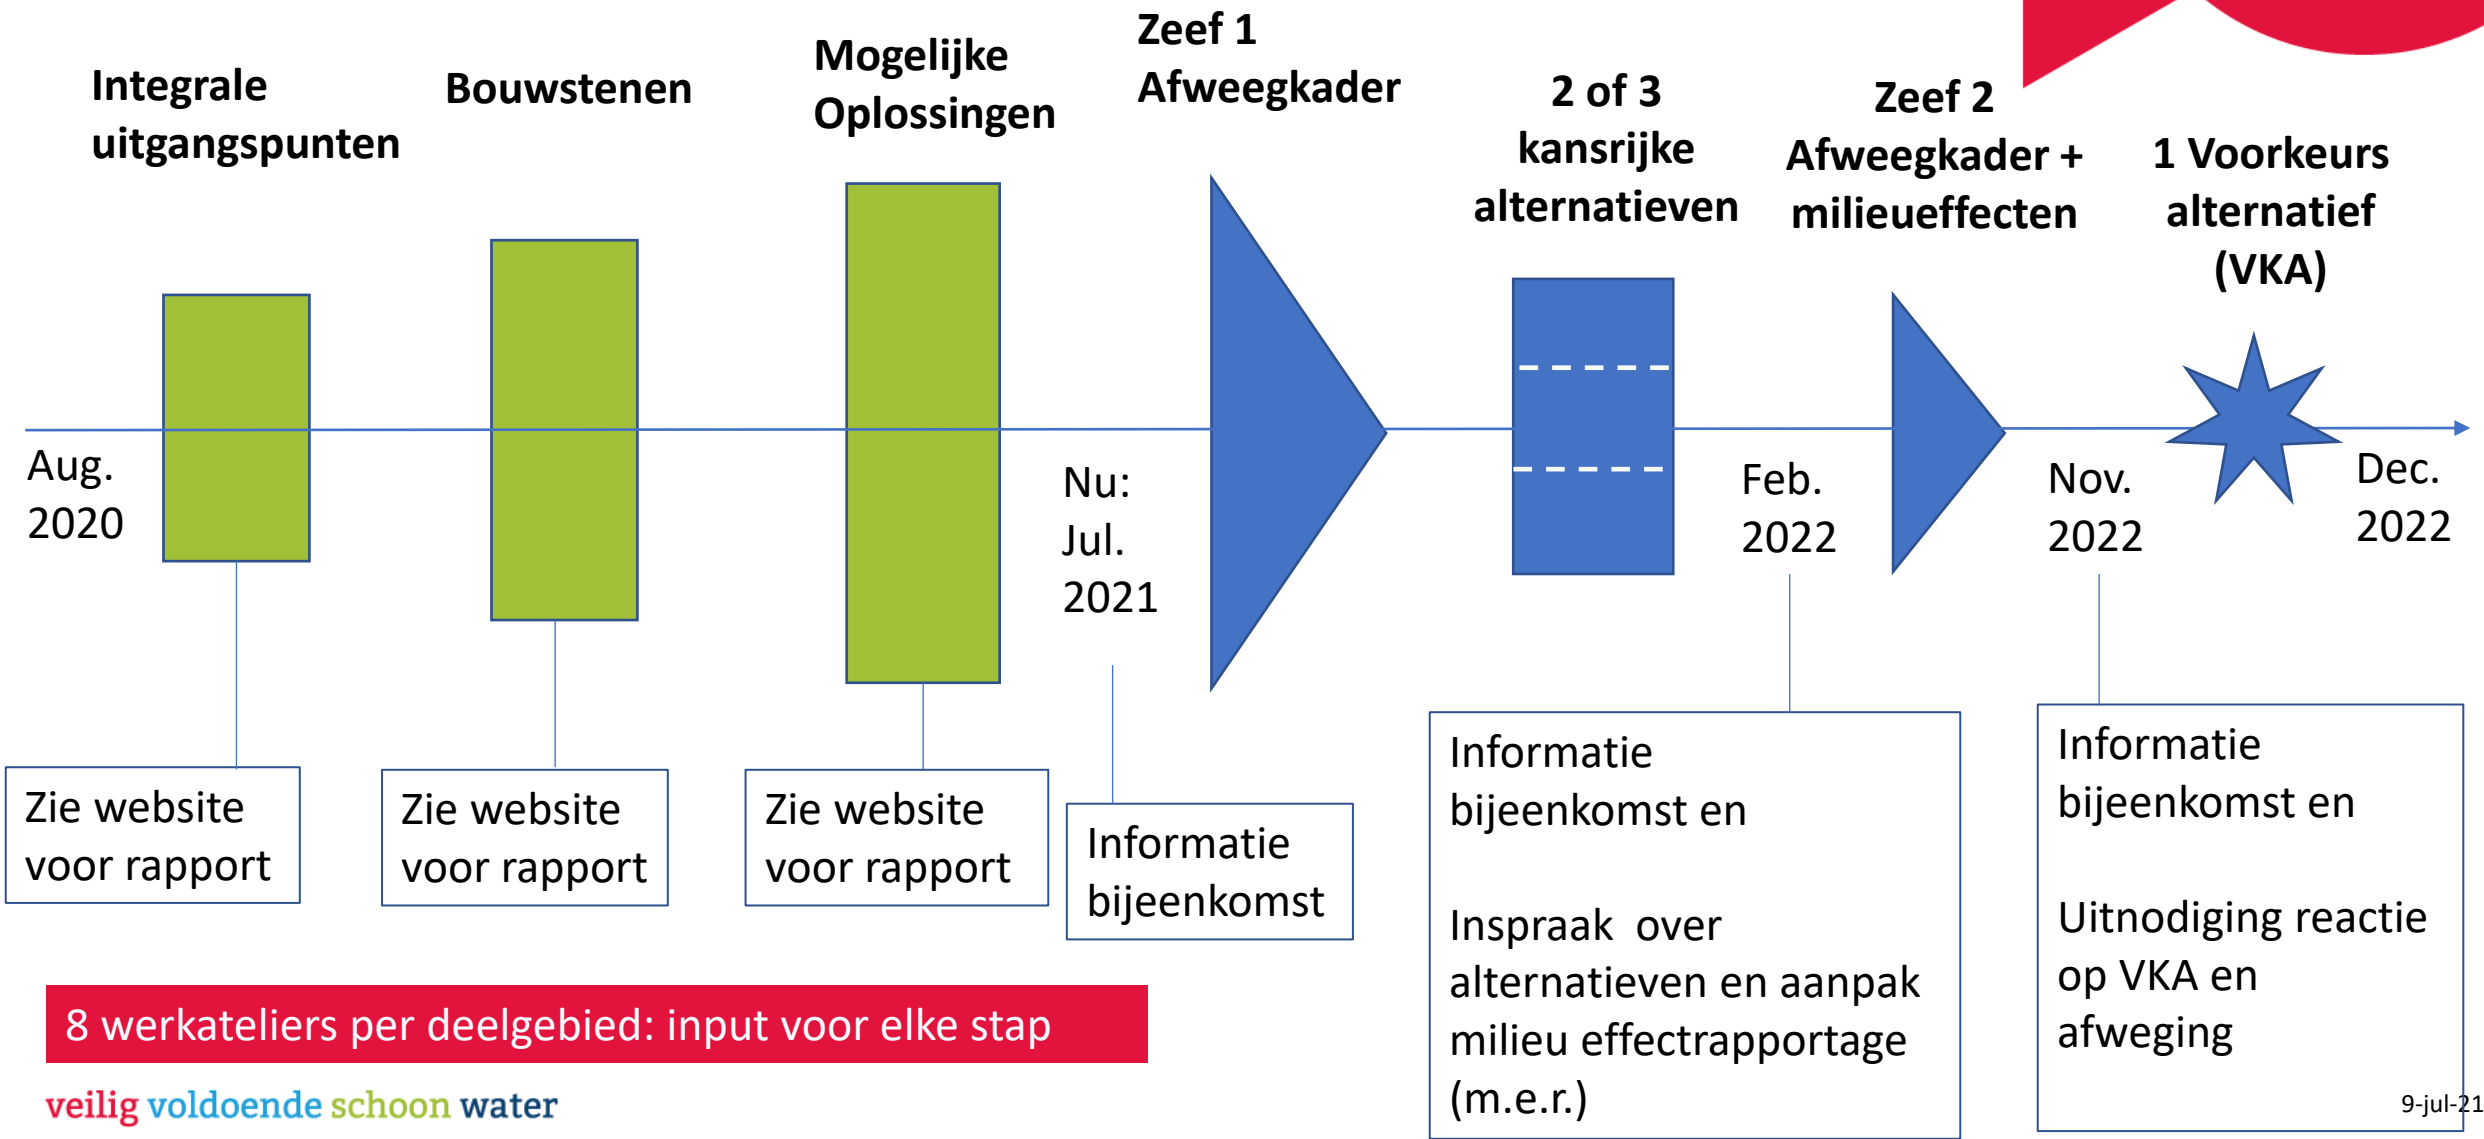 Integrale
uitgangspunten
Bouwstenen
Mogelijke
Oplossingen
Zeef 1
Afweegkader
2 of 3
kansrijke
alternatieven
Zeef 2
Afweegkader +
milieueffecten
1 Voorkeurs
alternatief
(VKA)
Aug.
2020
Nu:
Jul.
2021
Feb.
2022
Nov.
2022
Dec.
2022
Zie website
voor rapport
Zie website
voor rapport
Zie website
voor rapport
Informatie
bijeenkomst
Informatie
bijeenkomst en
Inspraak  over
alternatieven en aanpak
milieu effectrapportage
(m.e.r.)
Informatie
bijeenkomst en
Uitnodiging reactie
op VKA en
afweging
8 werkateliers per deelgebied: input voor elke stap
veilig voldoende schoon water
9-jul-21